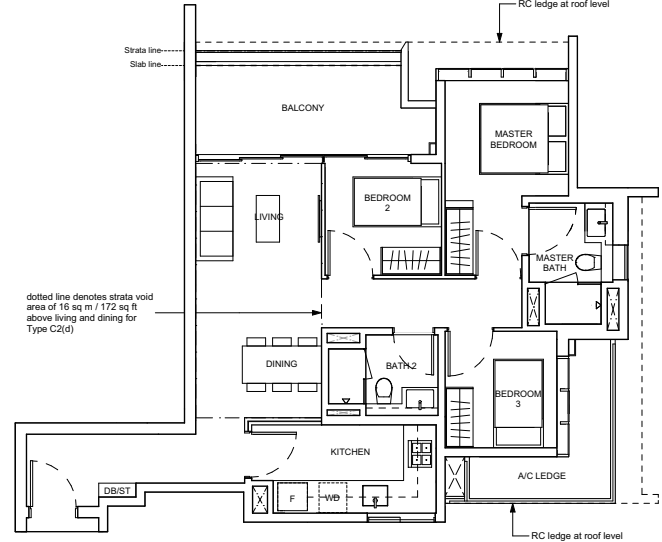 RC ledge at roof level
Strata line
Slab line
BALCONY
MASTER
BEDROOM
BEDROOM
2
LIVING
MASTER
BATH
dotted line denotes strata void
area of 16 sq m / 172 sq ft
above living and dining for
Type C2(d)
DINING
BATH 2
BEDROOM
3
KITCHEN
A/C LEDGE
DB/ST
F
WD
RC ledge at roof level